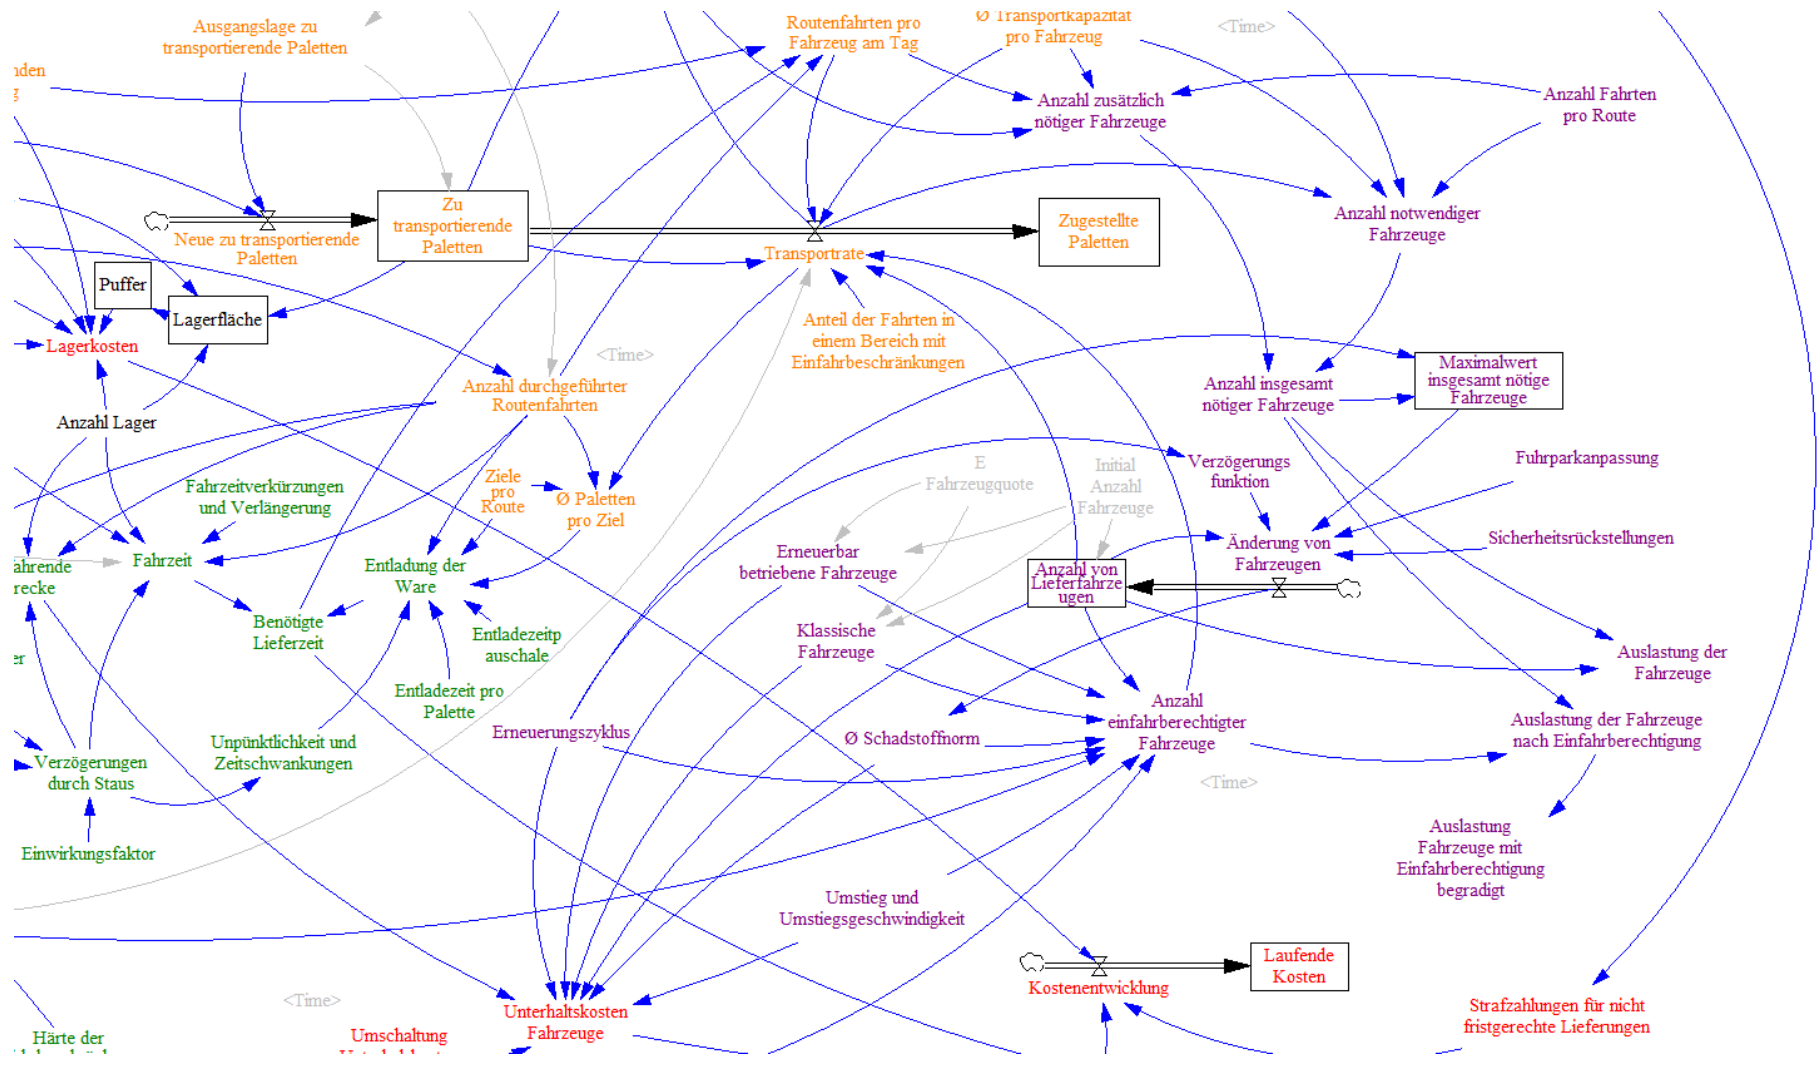 Ausgangslage zu
transportierende Paletten
Routenfahrten pro
Fahrzeug am Tag
Ø Transportkapazität
pro Fahrzeug
<Time>
nden
g
Anzahl zusätzlich
nötiger Fahrzeuge
Anzahl Fahrten
pro Route
Zu
transportierende
Paletten
Neue zu transportierende
Paletten
Transportrate
Zugestellte
Paletten
Anzahl notwendiger
Fahrzeuge
Puffer
Lagerfläche
Lagerkosten
Anteil der Fahrten in
einem Bereich mit
Einfahrbeschränkungen
<Time>
Anzahl durchgeführter
Routenfahrten
Anzahl insgesamt
nötiger Fahrzeuge
Maximalwert
insgesamt nötige
Fahrzeuge
Anzahl Lager
Fahrzeitverkürzungen
und Verlängerung
Ziele
pro
Route
Ø Paletten
pro Ziel
E
Fahrzeugquote
Initial
Anzahl
Fahrzeuge
Verzögerungs
funktion
Fuhrparkanpassung
Sicherheitsrückstellungen
Änderung von
Fahrzeugen
ahrende
recke
Fahrzeit
Entladung der
Ware
Erneuerbar
betriebene Fahrzeuge
Anzahl von
Lieferfahrze
ugen
Benötigte
Lieferzeit
Entladezeitp
auschale
Klassische
Fahrzeuge
er
Auslastung der
Fahrzeuge
Entladezeit pro
Palette
Erneuerungszyklus
Ø Schadstoffnorm
Anzahl
einfahrberechtigter
Fahrzeuge
Auslastung der Fahrzeuge
nach Einfahrberechtigung
Unpünktlichkeit und
Zeitschwankungen
Verzögerungen
durch Staus
<Time>
Einwirkungsfaktor
Auslastung
Fahrzeuge mit
Einfahrberechtigung
begradigt
Umstieg und
Umstiegsgeschwindigkeit
Laufende
Kosten
Kostenentwicklung
<Time>
Unterhaltskosten
Fahrzeuge
Strafzahlungen für nicht
fristgerechte Lieferungen
Härte der
Umschaltung